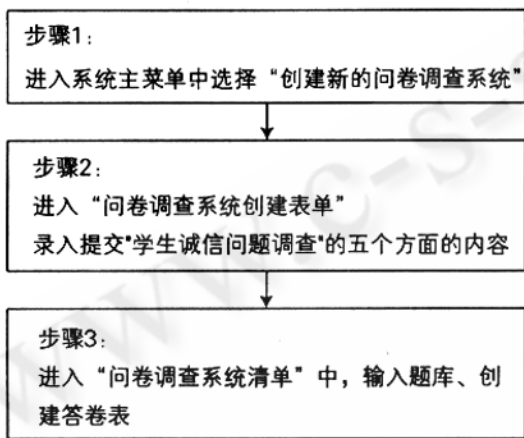 步骤1：
进入系统主菜单中选择“创建新的问卷调查系统”
步骤2：
进入“问卷调查系统创建表单”
录入提交"学生诚信问题调查"的五个方面的内容
步骤3：
进入“问卷调查系统清单”中，输入题库、创
建答卷表
www.c-s-